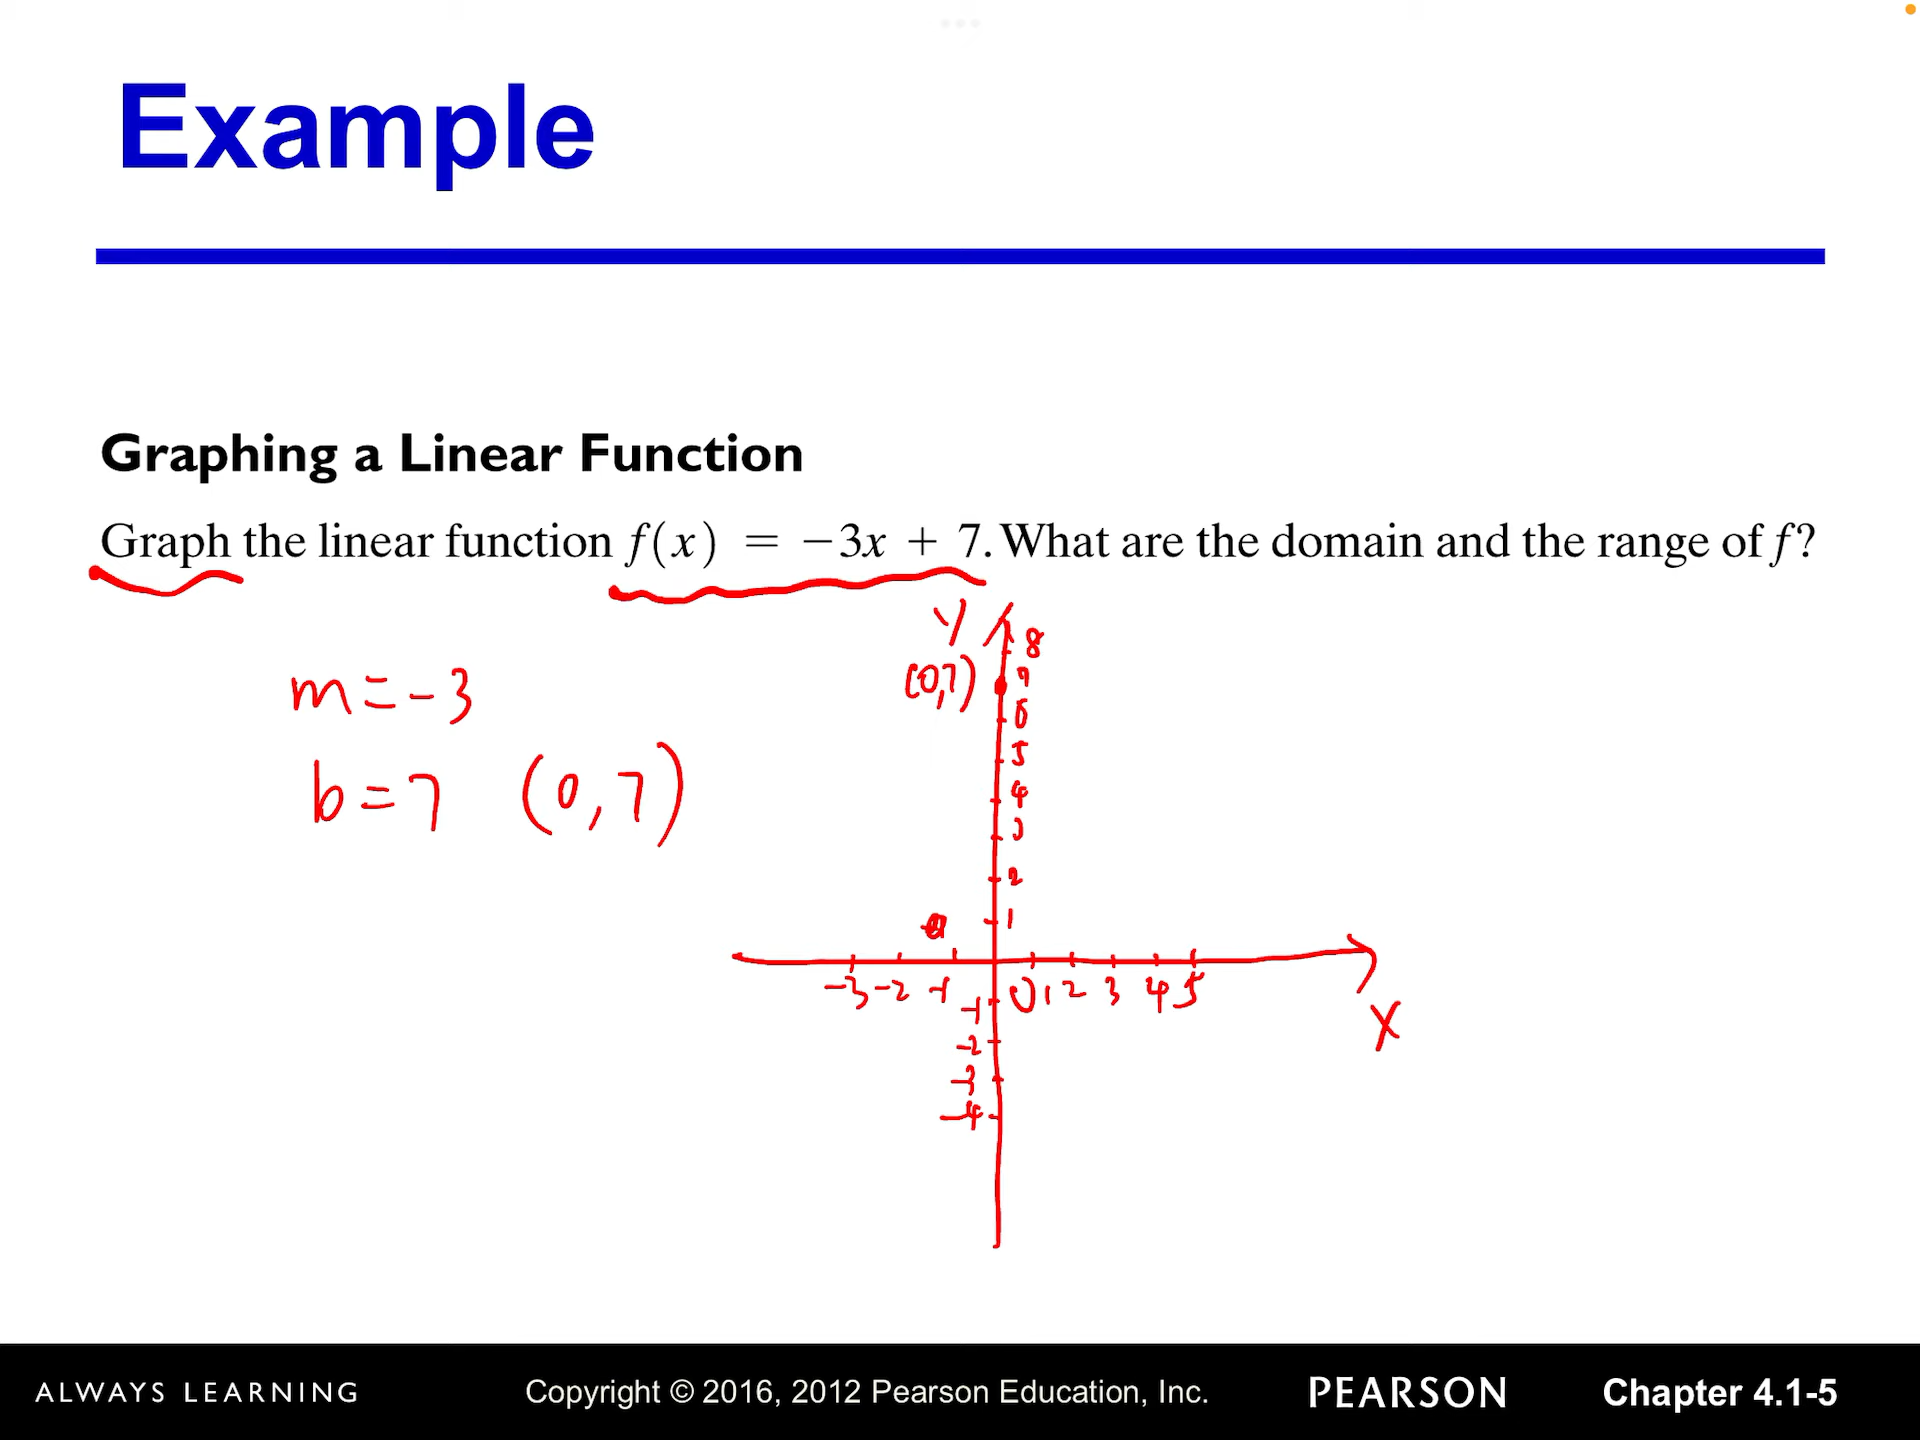 Example
Graphing a Linear Function
Graph the linear function f(x) = −3x + 7. What are the domain and the range of f?
m = -3
b = 7 (0,7)
y
8
(0,7) 7
6
5
4
3
2
1
-3 -2 -1 0 1 2 3 4 5
x
-1
-2
-3
-4
ALWAYS LEARNING
Copyright © 2016, 2012 Pearson Education, Inc.
PEARSON
Chapter 4.1-5